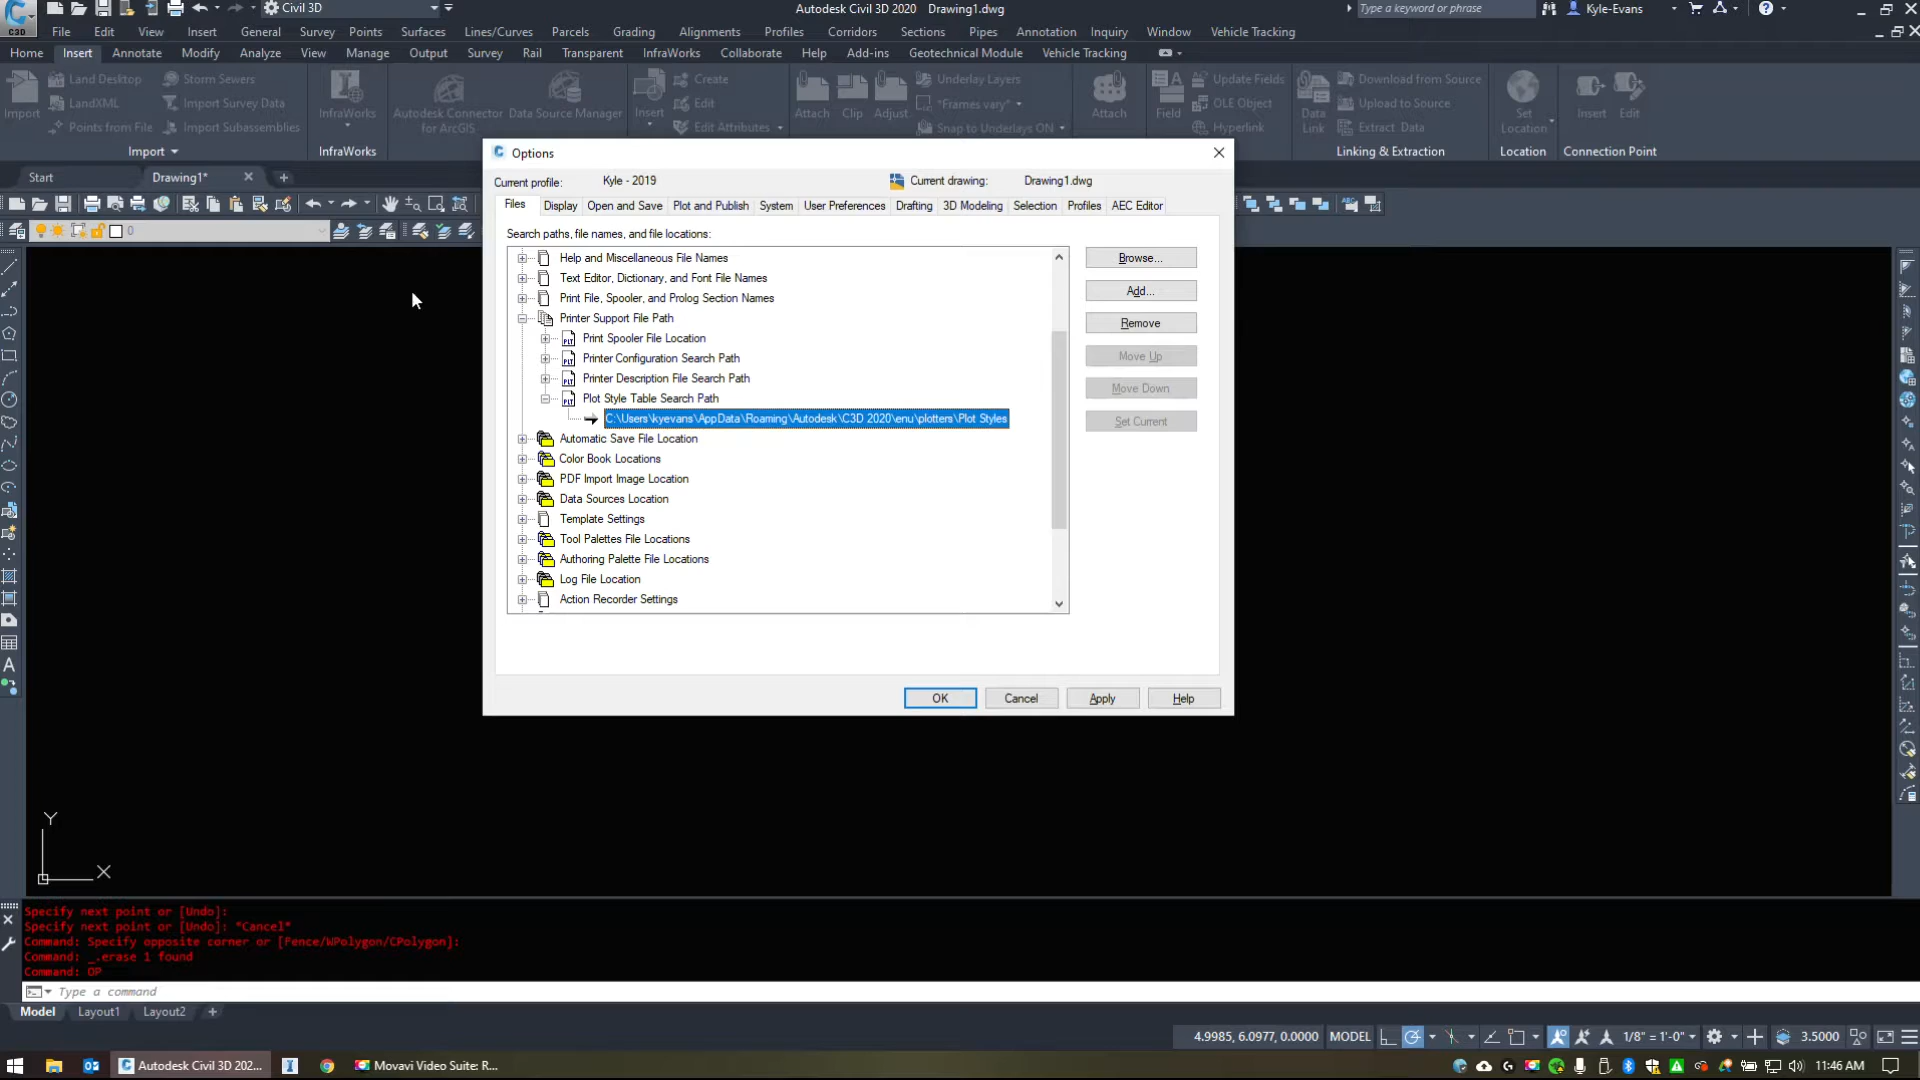 Civil 3D
Autodesk Civil 3D 2020 Drawing1.dwg
Type a keyword or phrase
Kyle-Evans
C3D
File Edit View Insert General Survey Points Surfaces Lines/Curves Parcels Grading Alignments Profiles Corridors Sections Pipes Annotation Inquiry Window Vehicle Tracking
Home Insert Annotate Modify Analyze View Manage Output Survey Rail Transparent InfraWorks Collaborate Help Add-ins Geotechnical Module Vehicle Tracking
Import
Land Desktop
LandXML
Points from File
Storm Sewers
Import Survey Data
Import Subassemblies
Import
InfraWorks
InfraWorks
Autodesk Connector
for ArcGIS
Data Source Manager
Insert
Create
Edit
Edit Attributes
Attach
Clip
Adjust
Underlay Layers
*Frames vary*
Snap to Underlays ON
Attach
Field
Update Fields
OLE Object
Hyperlink
Data
Link
Download from Source
Upload to Source
Extract Data
Linking & Extraction
Set
Location
Location
Insert
Edit
Connection Point
Start
Drawing1*
0
Options
Current profile: Kyle - 2019
Current drawing: Drawing1.dwg
Files Display Open and Save Plot and Publish System User Preferences Drafting 3D Modeling Selection Profiles AEC Editor
Search paths, file names, and file locations:
Help and Miscellaneous File Names
Text Editor, Dictionary, and Font File Names
Print File, Spooler, and Prolog Section Names
Printer Support File Path
Print Spooler File Location
Printer Configuration Search Path
Printer Description File Search Path
Plot Style Table Search Path
C:\Users\kyevans\AppData\Roaming\Autodesk\C3D 2020\enu\plotters\Plot Styles
Automatic Save File Location
Color Book Locations
PDF Import Image Location
Data Sources Location
Template Settings
Tool Palettes File Locations
Authoring Palette File Locations
Log File Location
Action Recorder Settings
Browse...
Add...
Remove
Move Up
Move Down
Set Current
OK
Cancel
Apply
Help
Y
X
Specify next point or [Undo]:
Specify next point or [Undo]: *Cancel*
Command: Specify opposite corner or [Fence/WPolygon/CPolygon]:
Command: _.erase 1 found
Command: OP
Type a command
Model Layout1 Layout2
4.9985, 6.0977, 0.0000 MODEL
1/8" = 1'-0"
3.5000
Autodesk Civil 3D 202...
Movavi Video Suite: R...
11:46 AM